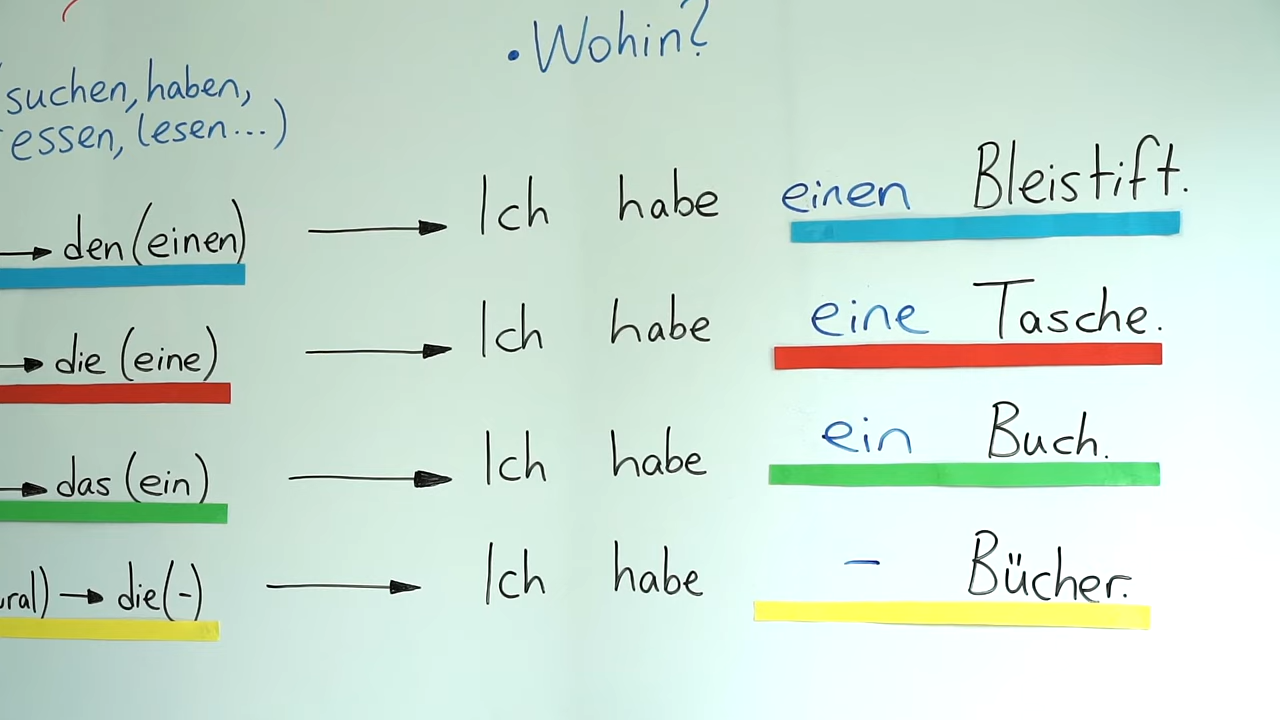 • Wohin?
suchen, haben,
essen, lesen...)
den (einen) Ich habe einen Bleistift.
die (eine) Ich habe eine Tasche.
das (ein) Ich habe ein Buch.
ral) → die (-) Ich habe – Bücher.